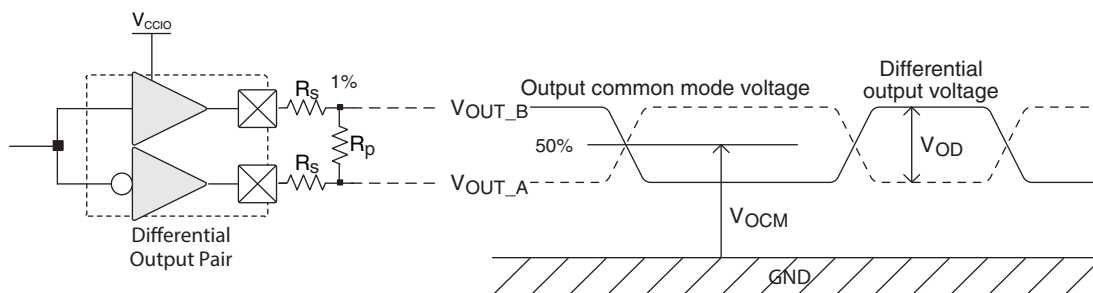 VCCIO
1%
Rs
Rp
Rs
Differential
Output Pair
Output common mode voltage
Differential
output voltage
VOUT_B
50%
VOD
VOUT_A
VOCM
GND